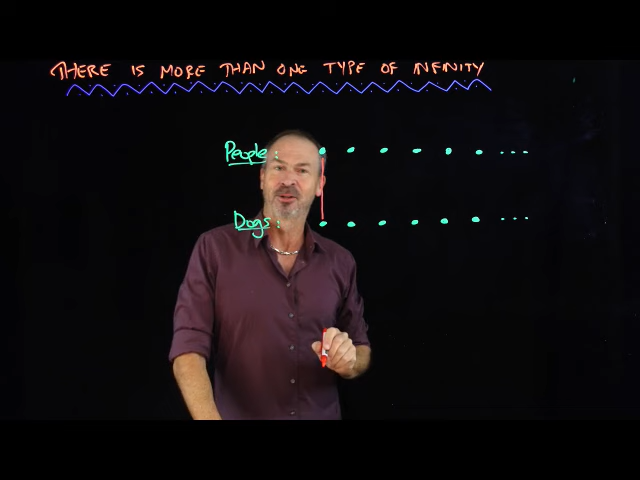 THERE IS MORE THAN ONE TYPE OF INFINITY
People: ...
Dogs: ...